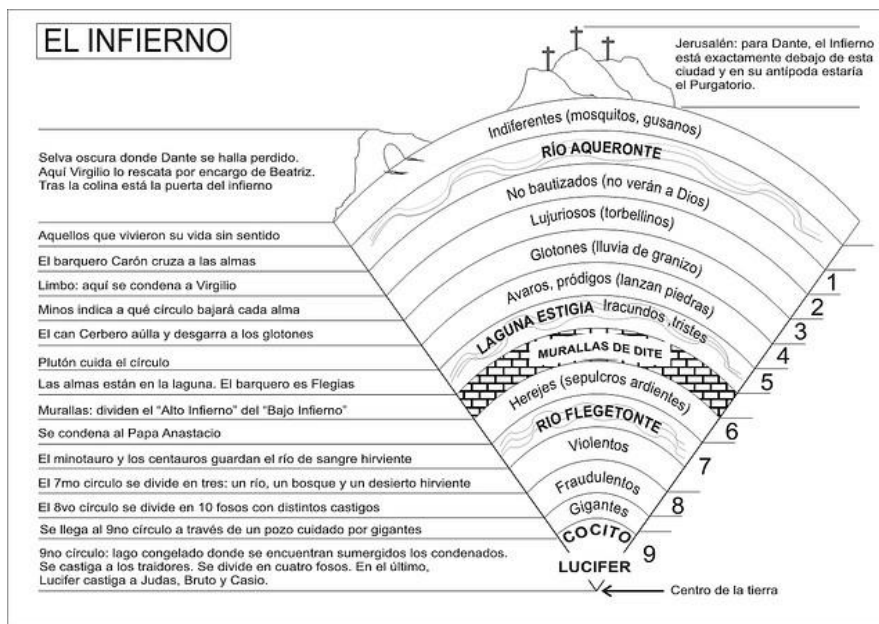 EL INFIERNO
Jerusalén: para Dante, el Infierno
está exactamente debajo de esta
ciudad y en su antípoda estaría
el Purgatorio.
Selva oscura donde Dante se halla perdido.
Aquí Virgilio lo rescata por encargo de Beatriz.
Tras la colina está la puerta del infierno
Aquellos que vivieron su vida sin sentido
El barquero Carón cruza a las almas
Limbo: aquí se condena a Virgilio
Minos indica a qué círculo bajará cada alma
El can Cerbero aúlla y desgarra a los glotones
Plutón cuida el círculo
Las almas están en la laguna. El barquero es Flegias
Murallas: dividen el “Alto Infierno” del “Bajo Infierno”
Se condena al Papa Anastacio
El minotauro y los centauros guardan el río de sangre hirviente
El 7mo circulo se divide en tres: un río, un bosque y un desierto hirviente
El 8vo círculo se divide en 10 fosos con distintos castigos
Se llega al 9no círculo a través de un pozo cuidado por gigantes
9no círculo: lago congelado donde se encuentran sumergidos los condenados.
Se castiga a los traidores. Se divide en cuatro fosos. En el último,
Lucifer castiga a Judas, Bruto y Casio.
Indiferentes (mosquitos, gusanos)
RÍO AQUERONTE
No bautizados (no verán a Dios)
Lujuriosos (torbellinos)
Glotones (lluvia de granizo)
Avaros, pródigos (lanzan piedras)
LAGUNA ESTIGIA Iracundos ,tristes
MURALLAS DE DITE
Herejes (sepulcros ardientes)
RIO FLEGETONTE
Violentos
Fraudulentos
Gigantes
COCITO
LUCIFER
1
2
3
4
5
6
7
8
9
Centro de la tierra